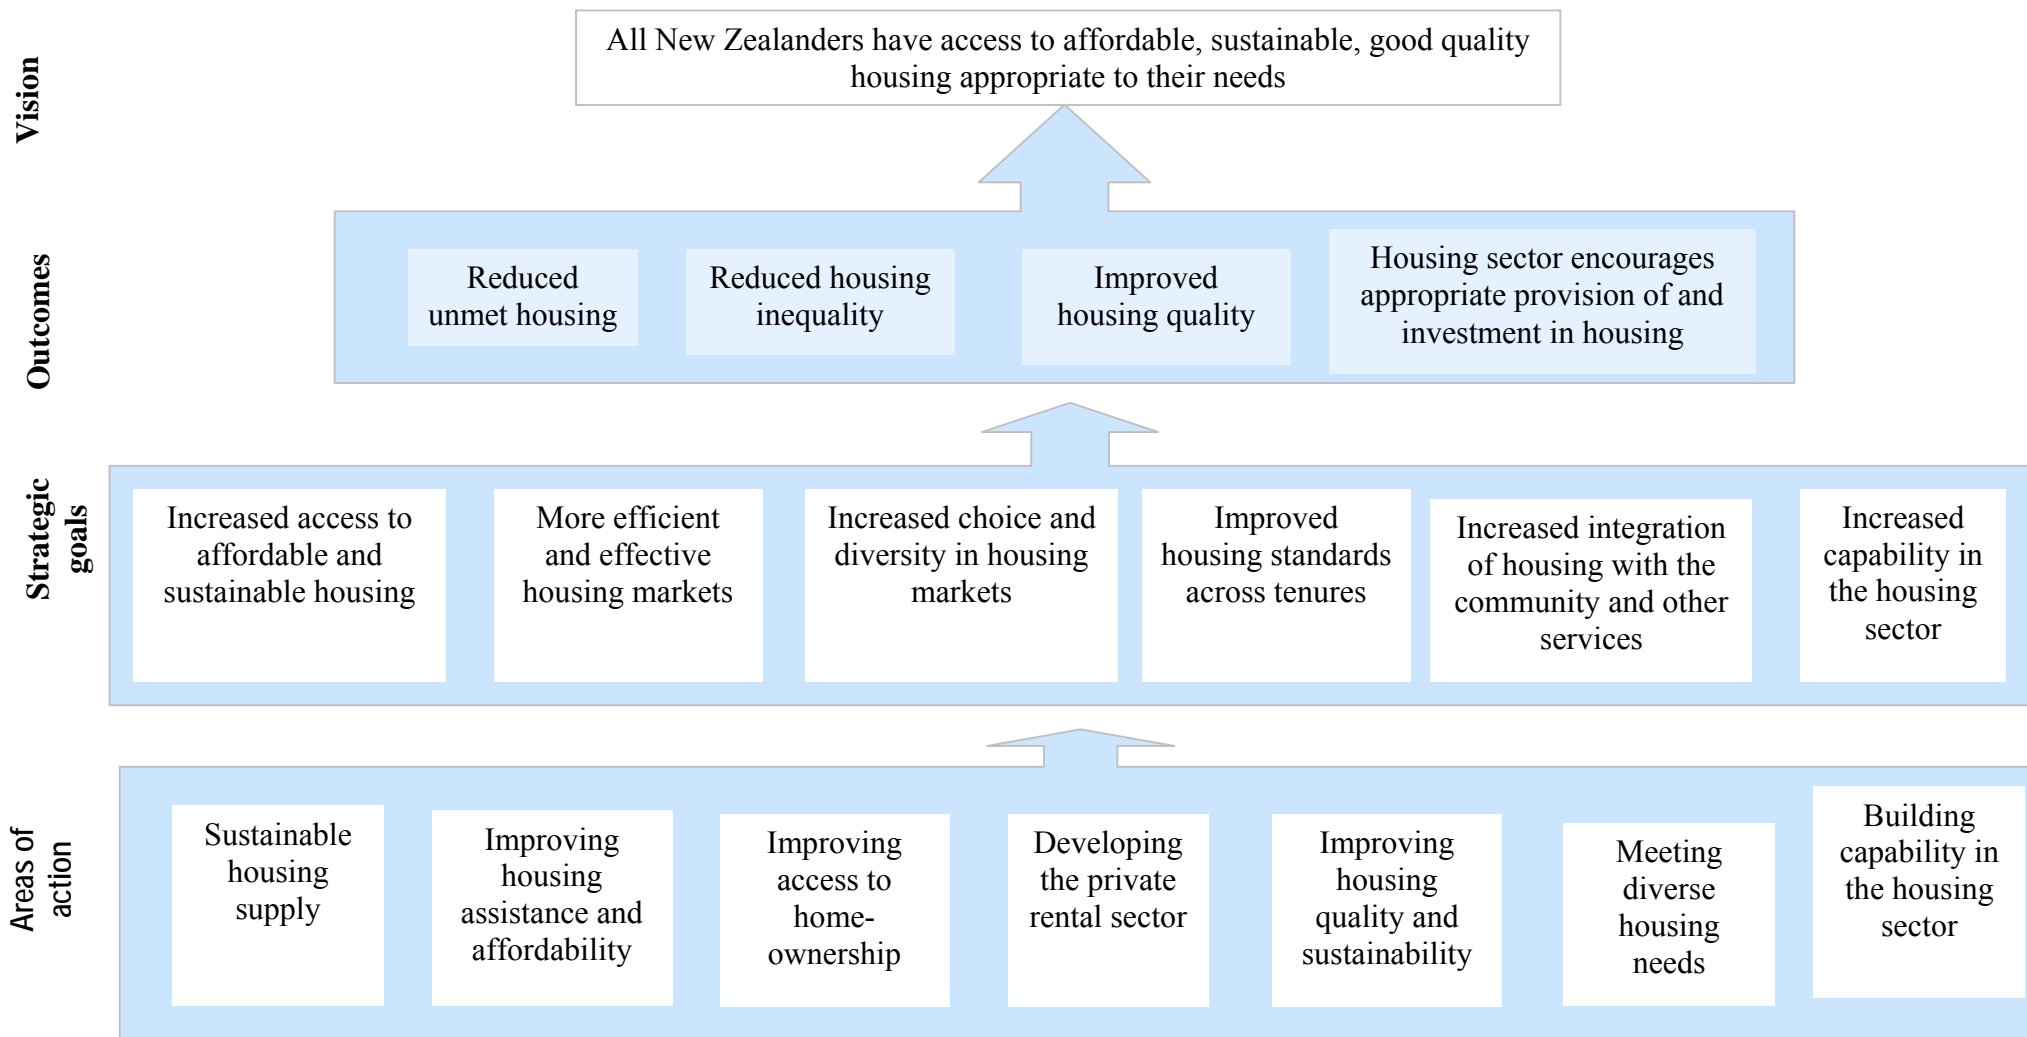 Vision
All New Zealanders have access to affordable, sustainable, good quality
housing appropriate to their needs
Outcomes
Reduced
unmet housing
Reduced housing
inequality
Improved
housing quality
Housing sector encourages
appropriate provision of and
investment in housing
Strategic
goals
Increased access to
affordable and
sustainable housing
More efficient
and effective
housing markets
Increased choice and
diversity in housing
markets
Improved
housing standards
across tenures
Increased integration
of housing with the
community and other
services
Increased
capability in
the housing
sector
Areas of
action
Sustainable
housing
supply
Improving
housing
assistance and
affordability
Improving
access to
home-
ownership
Developing
the private
rental sector
Improving
housing
quality and
sustainability
Meeting
diverse
housing
needs
Building
capability in
the housing
sector